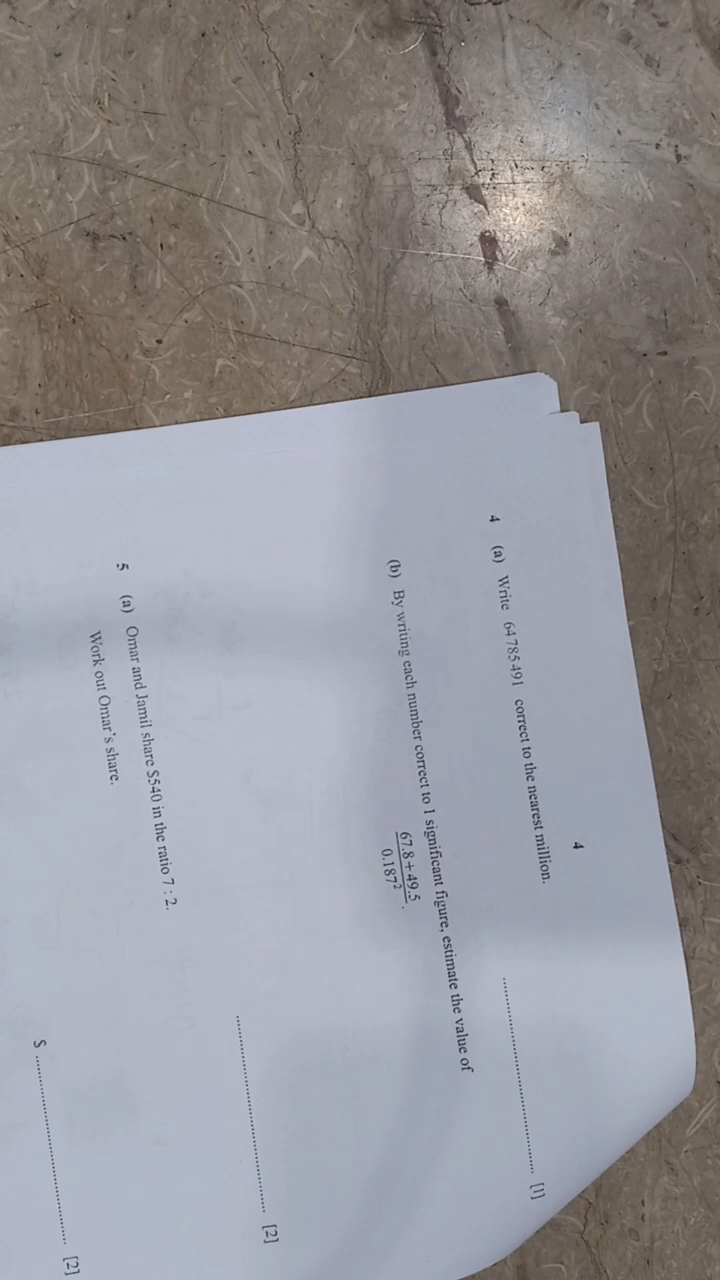 4
4 (a) Write 64 785 491 correct to the nearest million.
[1]
(b) By writing each number correct to 1 significant figure, estimate the value of
67.8 + 49.5
0.187²
.
[2]
5 (a) Omar and Jamil share $540 in the ratio 7 : 2.
Work out Omar's share.
$ [2]